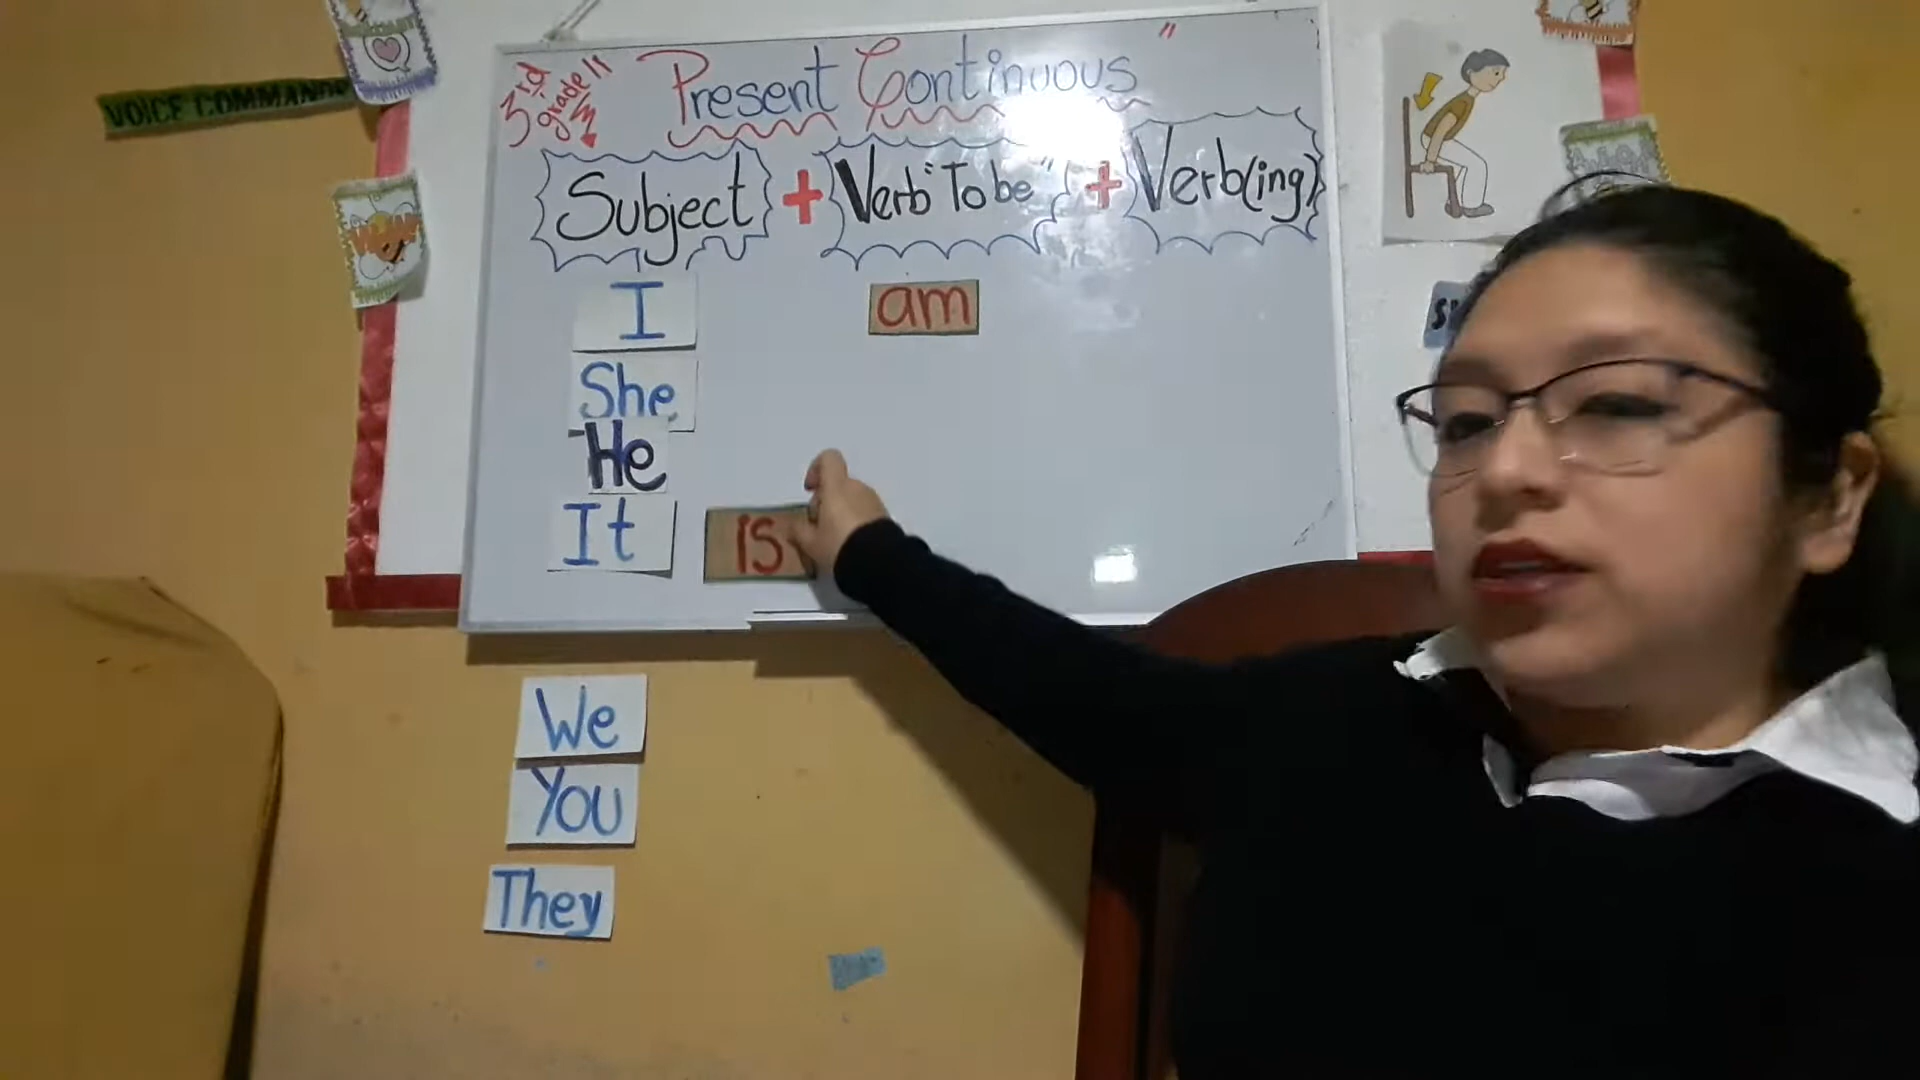 VOICE COMMANDS
3rd grade!!
Present Continuous"
Subject + Verb "To be" + Verb(ing)
I am
She
He
It is
We
You
They